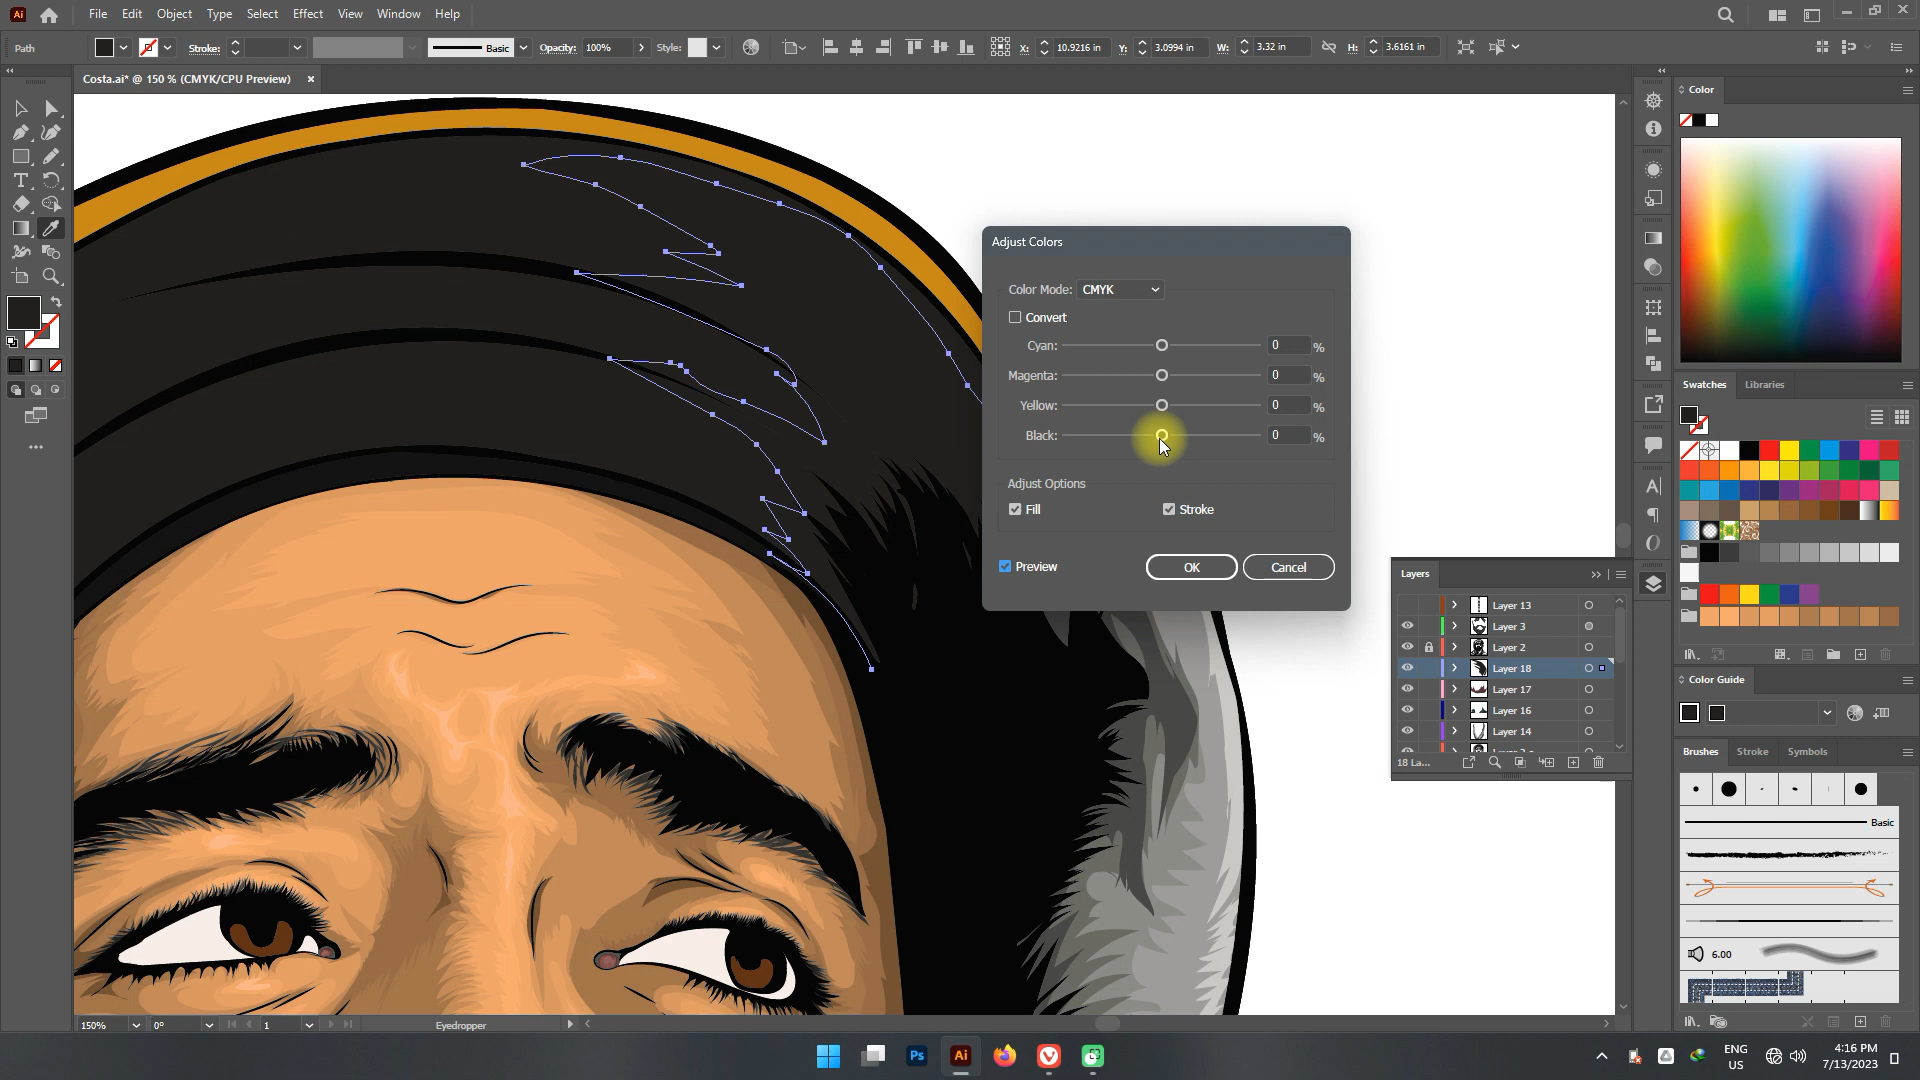 Ai File Edit Object Type Select Effect View Window Help
Path Stroke: Basic Opacity: 100% Style: X: 10.9216 in Y: 3.0994 in W: 3.32 in H: 3.6161 in
Costa.ai* @ 150 % (CMYK/CPU Preview) ×
Color
Adjust Colors
Color Mode: CMYK
Convert
Cyan: 0 %
Magenta: 0 %
Yellow: 0 %
Black: 0 %
Adjust Options
Fill Stroke
Preview OK Cancel
Swatches Libraries
Layers
Layer 13
Layer 3
Layer 2
Layer 18
Layer 17
Layer 16
Layer 14
18 La...
Color Guide
Brushes Stroke Symbols
Basic
6.00
150% 0° 1 Eyedropper
Ps Ai
ENG
US
4:16 PM
7/13/2023